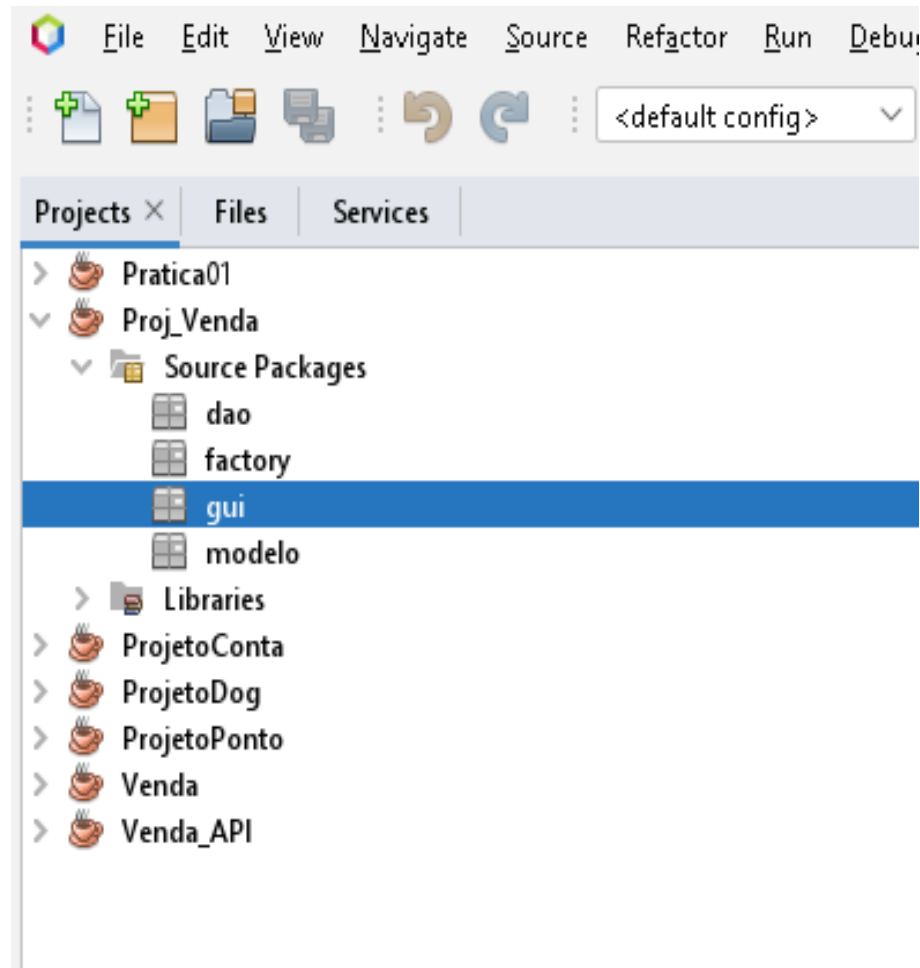 File Edit View Navigate Source Refactor Run Debug
<default config>
Projects × Files Services
Pratica01
Proj_Venda
Source Packages
dao
factory
gui
modelo
Libraries
ProjetoConta
ProjetoDog
ProjetoPonto
Venda
Venda_API